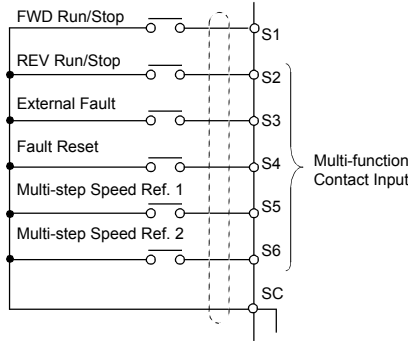 FWD Run/Stop
S1
REV Run/Stop
S2
External Fault
S3
Fault Reset
S4
Multi-function
Contact Input
Multi-step Speed Ref. 1
S5
Multi-step Speed Ref. 2
S6
SC